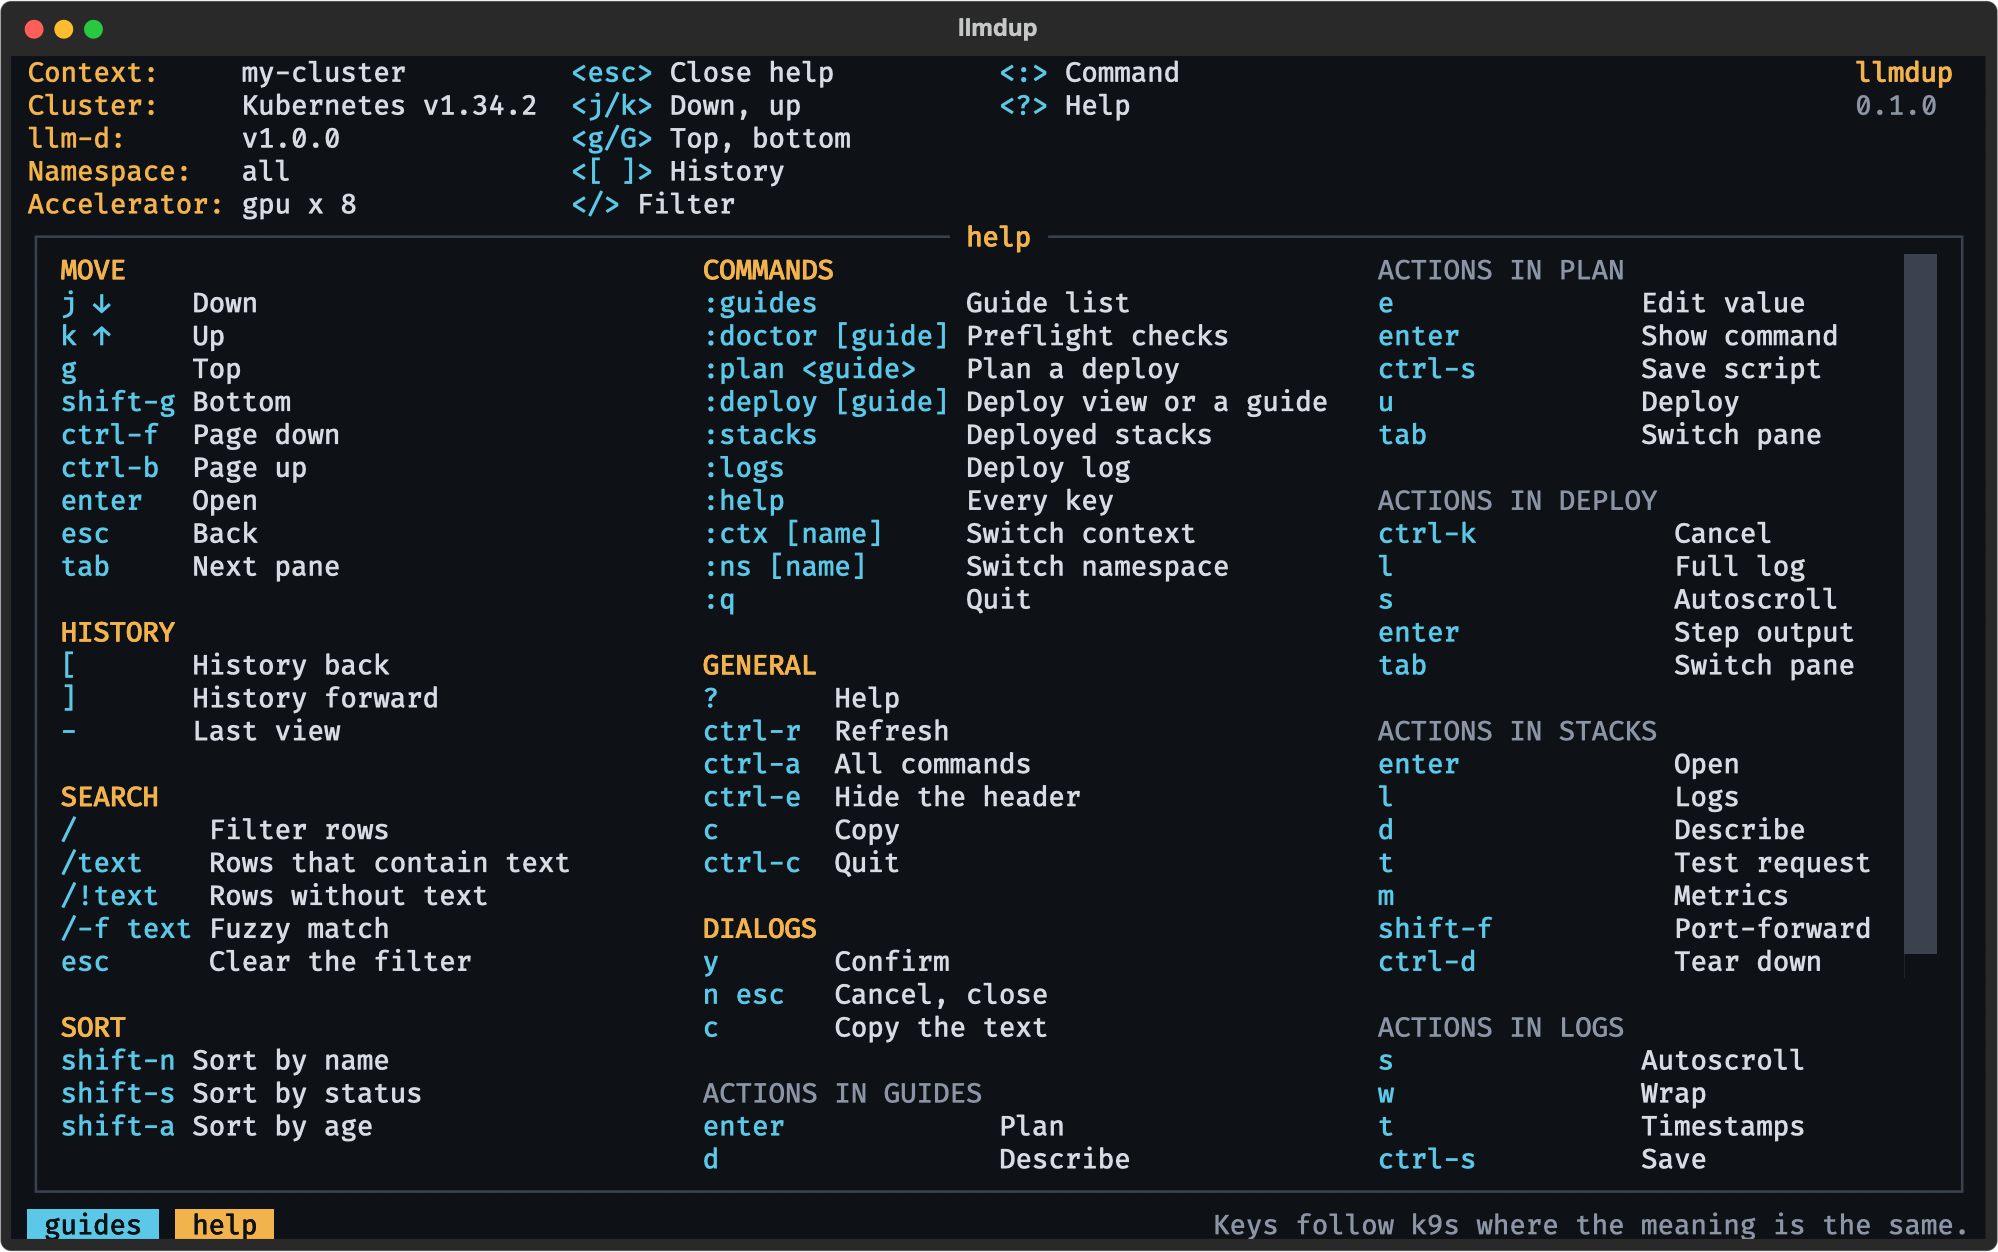 llmdup
Context: my-cluster <esc> Close help <:> Command llmdup
Cluster: Kubernetes v1.34.2 <j/k> Down, up <?> Help 0.1.0
llm-d: v1.0.0 <g/G> Top, bottom
Namespace: all <[ ]> History
Accelerator: gpu x 8 </> Filter
help
MOVE
j ↓ Down
k ↑ Up
g Top
shift-g Bottom
ctrl-f Page down
ctrl-b Page up
enter Open
esc Back
tab Next pane
HISTORY
[ History back
] History forward
- Last view
SEARCH
/ Filter rows
/text Rows that contain text
/!text Rows without text
/-f text Fuzzy match
esc Clear the filter
SORT
shift-n Sort by name
shift-s Sort by status
shift-a Sort by age
COMMANDS
:guides Guide list
:doctor [guide] Preflight checks
:plan <guide> Plan a deploy
:deploy [guide] Deploy view or a guide
:stacks Deployed stacks
:logs Deploy log
:help Every key
:ctx [name] Switch context
:ns [name] Switch namespace
:q Quit
GENERAL
? Help
ctrl-r Refresh
ctrl-a All commands
ctrl-e Hide the header
c Copy
ctrl-c Quit
DIALOGS
y Confirm
n esc Cancel, close
c Copy the text
ACTIONS IN GUIDES
enter Plan
d Describe
ACTIONS IN PLAN
e Edit value
enter Show command
ctrl-s Save script
u Deploy
tab Switch pane
ACTIONS IN DEPLOY
ctrl-k Cancel
l Full log
s Autoscroll
enter Step output
tab Switch pane
ACTIONS IN STACKS
enter Open
l Logs
d Describe
t Test request
m Metrics
shift-f Port-forward
ctrl-d Tear down
ACTIONS IN LOGS
s Autoscroll
w Wrap
t Timestamps
ctrl-s Save
guides help Keys follow k9s where the meaning is the same.